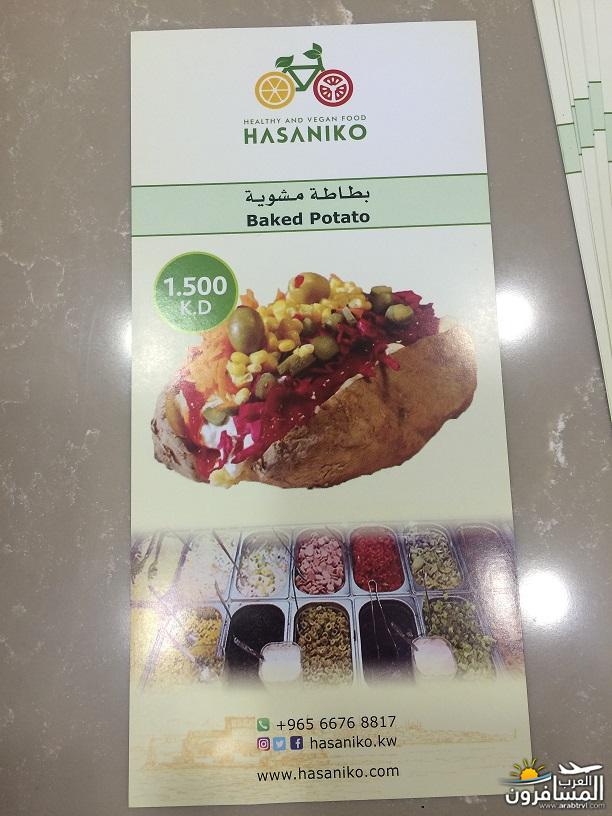 HEALTHY AND VEGAN FOOD
HASANIKO
بطاطة مشوية
Baked Potato
1.500
K.D
+965 6676 8817
hasaniko.kw
www.hasaniko.com
العرب
المسافرون
www.arabtrvl.com